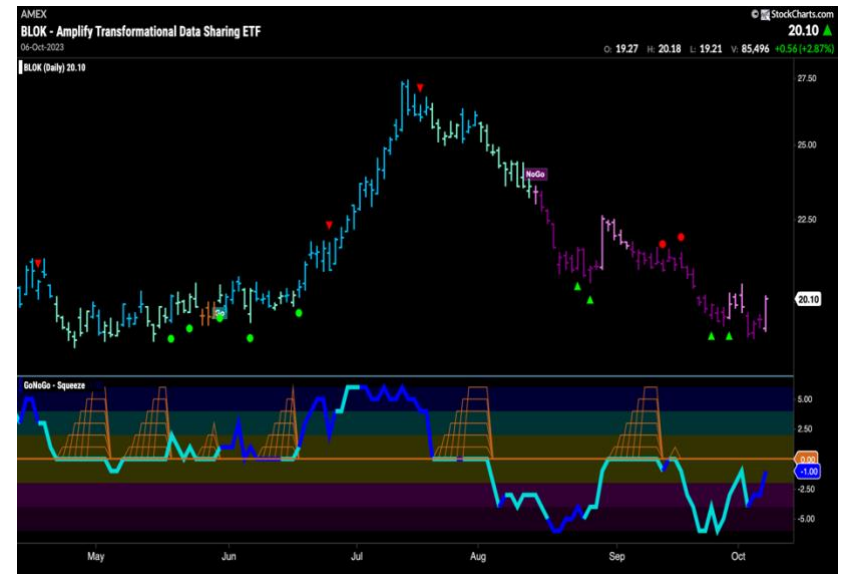 AMEX
© StockCharts.com
BLOK - Amplify Transformational Data Sharing ETF
20.10
06-Oct-2023
O: 19.27 H: 20.18 L: 19.21 V: 85,496 +0.56 (+2.87%)
BLOK (Daily) 20.10
27.50
25.00
NoGo
22.50
20.10
Go
GoNoGo - Squeeze
5.00
2.50
0.00
-1.00
-2.50
-5.00
May Jun Jul Aug Sep Oct